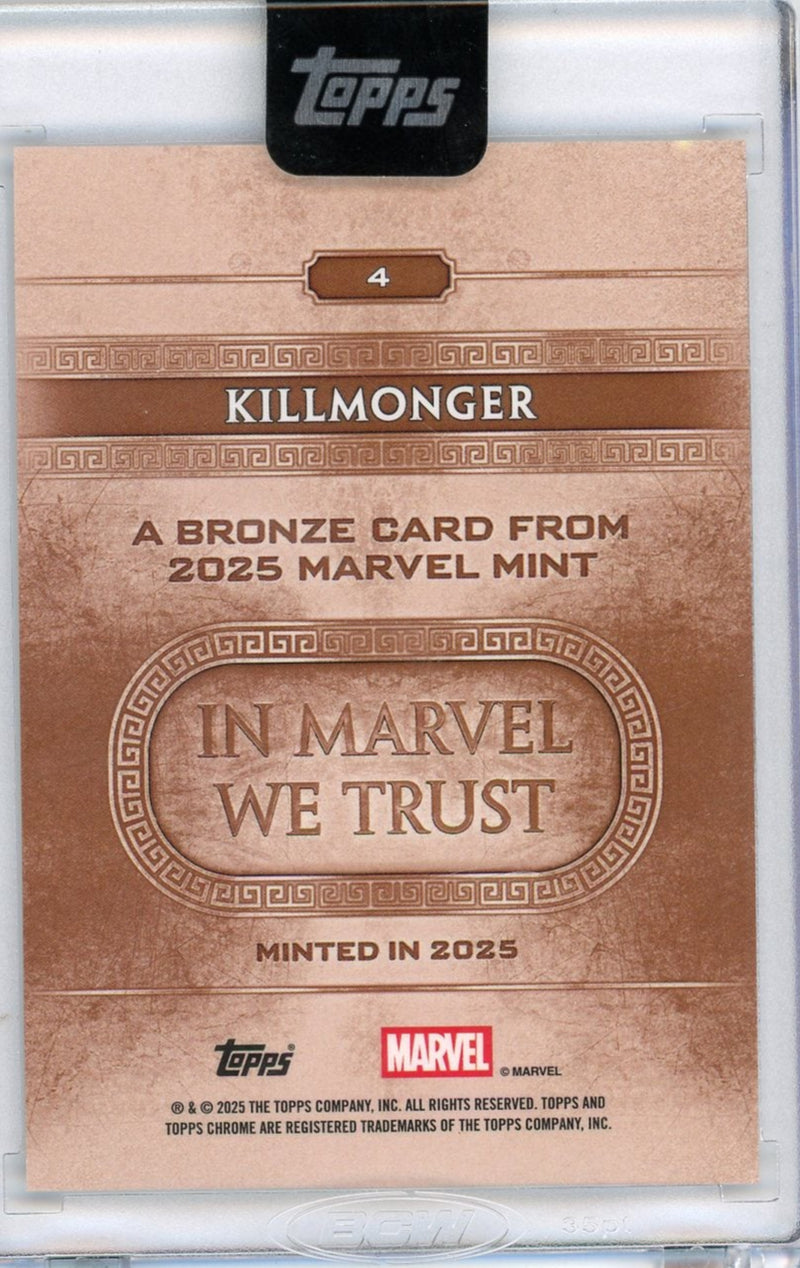 Topps
4
KILLMONGER
A BRONZE CARD FROM
2025 MARVEL MINT
IN MARVEL
WE TRUST
MINTED IN 2025
Topps®
MARVEL
© MARVEL
® & © 2025 THE TOPPS COMPANY, INC. ALL RIGHTS RESERVED. TOPPS AND
TOPPS CHROME ARE REGISTERED TRADEMARKS OF THE TOPPS COMPANY, INC.
BCW
35pt